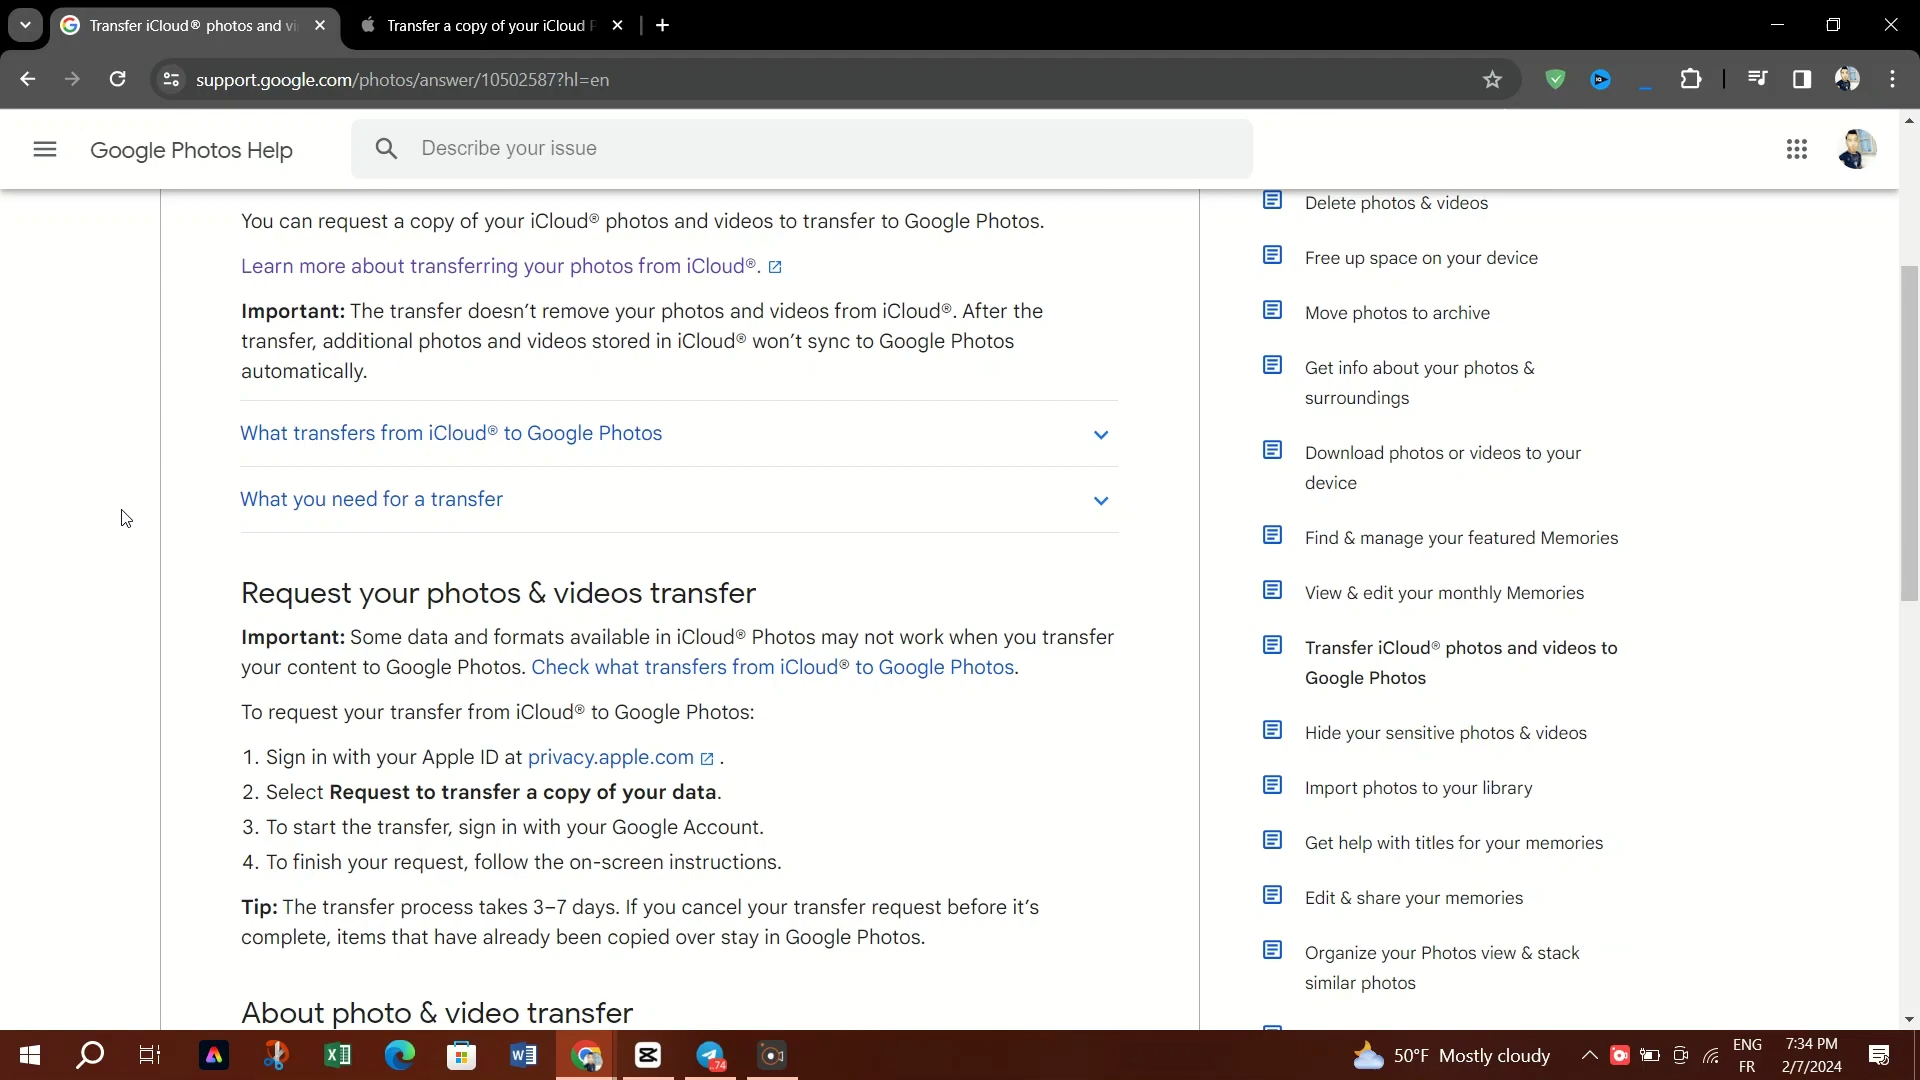 Transfer iCloud® photos and vi
Transfer a copy of your iCloud P
support.google.com/photos/answer/10502587?hl=en
Google Photos Help
Describe your issue
You can request a copy of your iCloud® photos and videos to transfer to Google Photos.
Learn more about transferring your photos from iCloud®.
Important: The transfer doesn’t remove your photos and videos from iCloud®. After the
transfer, additional photos and videos stored in iCloud® won’t sync to Google Photos
automatically.
What transfers from iCloud® to Google Photos
What you need for a transfer
Request your photos & videos transfer
Important: Some data and formats available in iCloud® Photos may not work when you transfer
your content to Google Photos. Check what transfers from iCloud® to Google Photos.
To request your transfer from iCloud® to Google Photos:
1. Sign in with your Apple ID at privacy.apple.com .
2. Select Request to transfer a copy of your data.
3. To start the transfer, sign in with your Google Account.
4. To finish your request, follow the on-screen instructions.
Tip: The transfer process takes 3–7 days. If you cancel your transfer request before it’s
complete, items that have already been copied over stay in Google Photos.
About photo & video transfer
Delete photos & videos
Free up space on your device
Move photos to archive
Get info about your photos &
surroundings
Download photos or videos to your
device
Find & manage your featured Memories
View & edit your monthly Memories
Transfer iCloud® photos and videos to
Google Photos
Hide your sensitive photos & videos
Import photos to your library
Get help with titles for your memories
Edit & share your memories
Organize your Photos view & stack
similar photos
74
50°F Mostly cloudy
ENG
FR
7:34 PM
2/7/2024